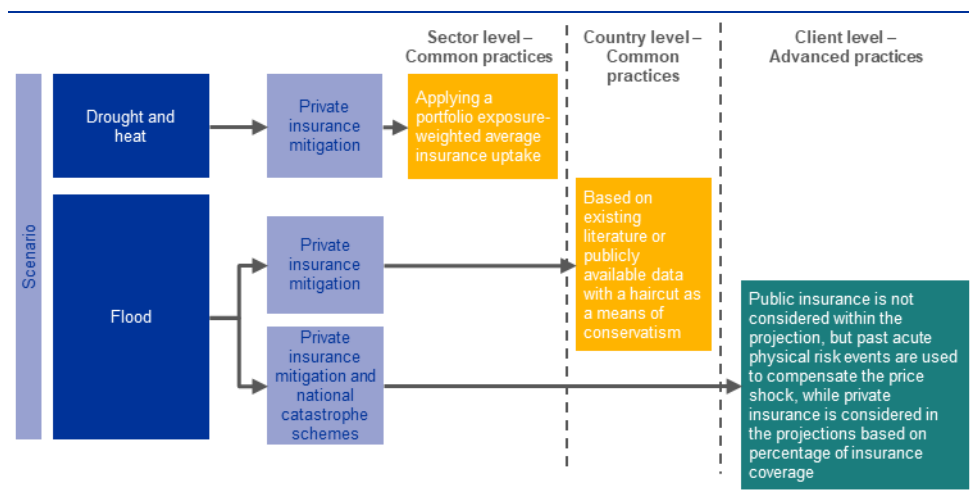 Sector level –
Common practices
Country level –
Common
practices
Client level –
Advanced practices
Scenario
Drought and
heat
Private
insurance
mitigation
Applying a
portfolio exposure-
weighted average
insurance uptake
Flood
Private
insurance
mitigation
Based on
existing
literature or
publicly
available data
with a haircut as
a means of
conservatism
Private
insurance
mitigation and
national
catastrophe
schemes
Public insurance is not
considered within the
projection, but past acute
physical risk events are used
to compensate the price
shock, while private
insurance is considered in
the projections based on
percentage of insurance
coverage